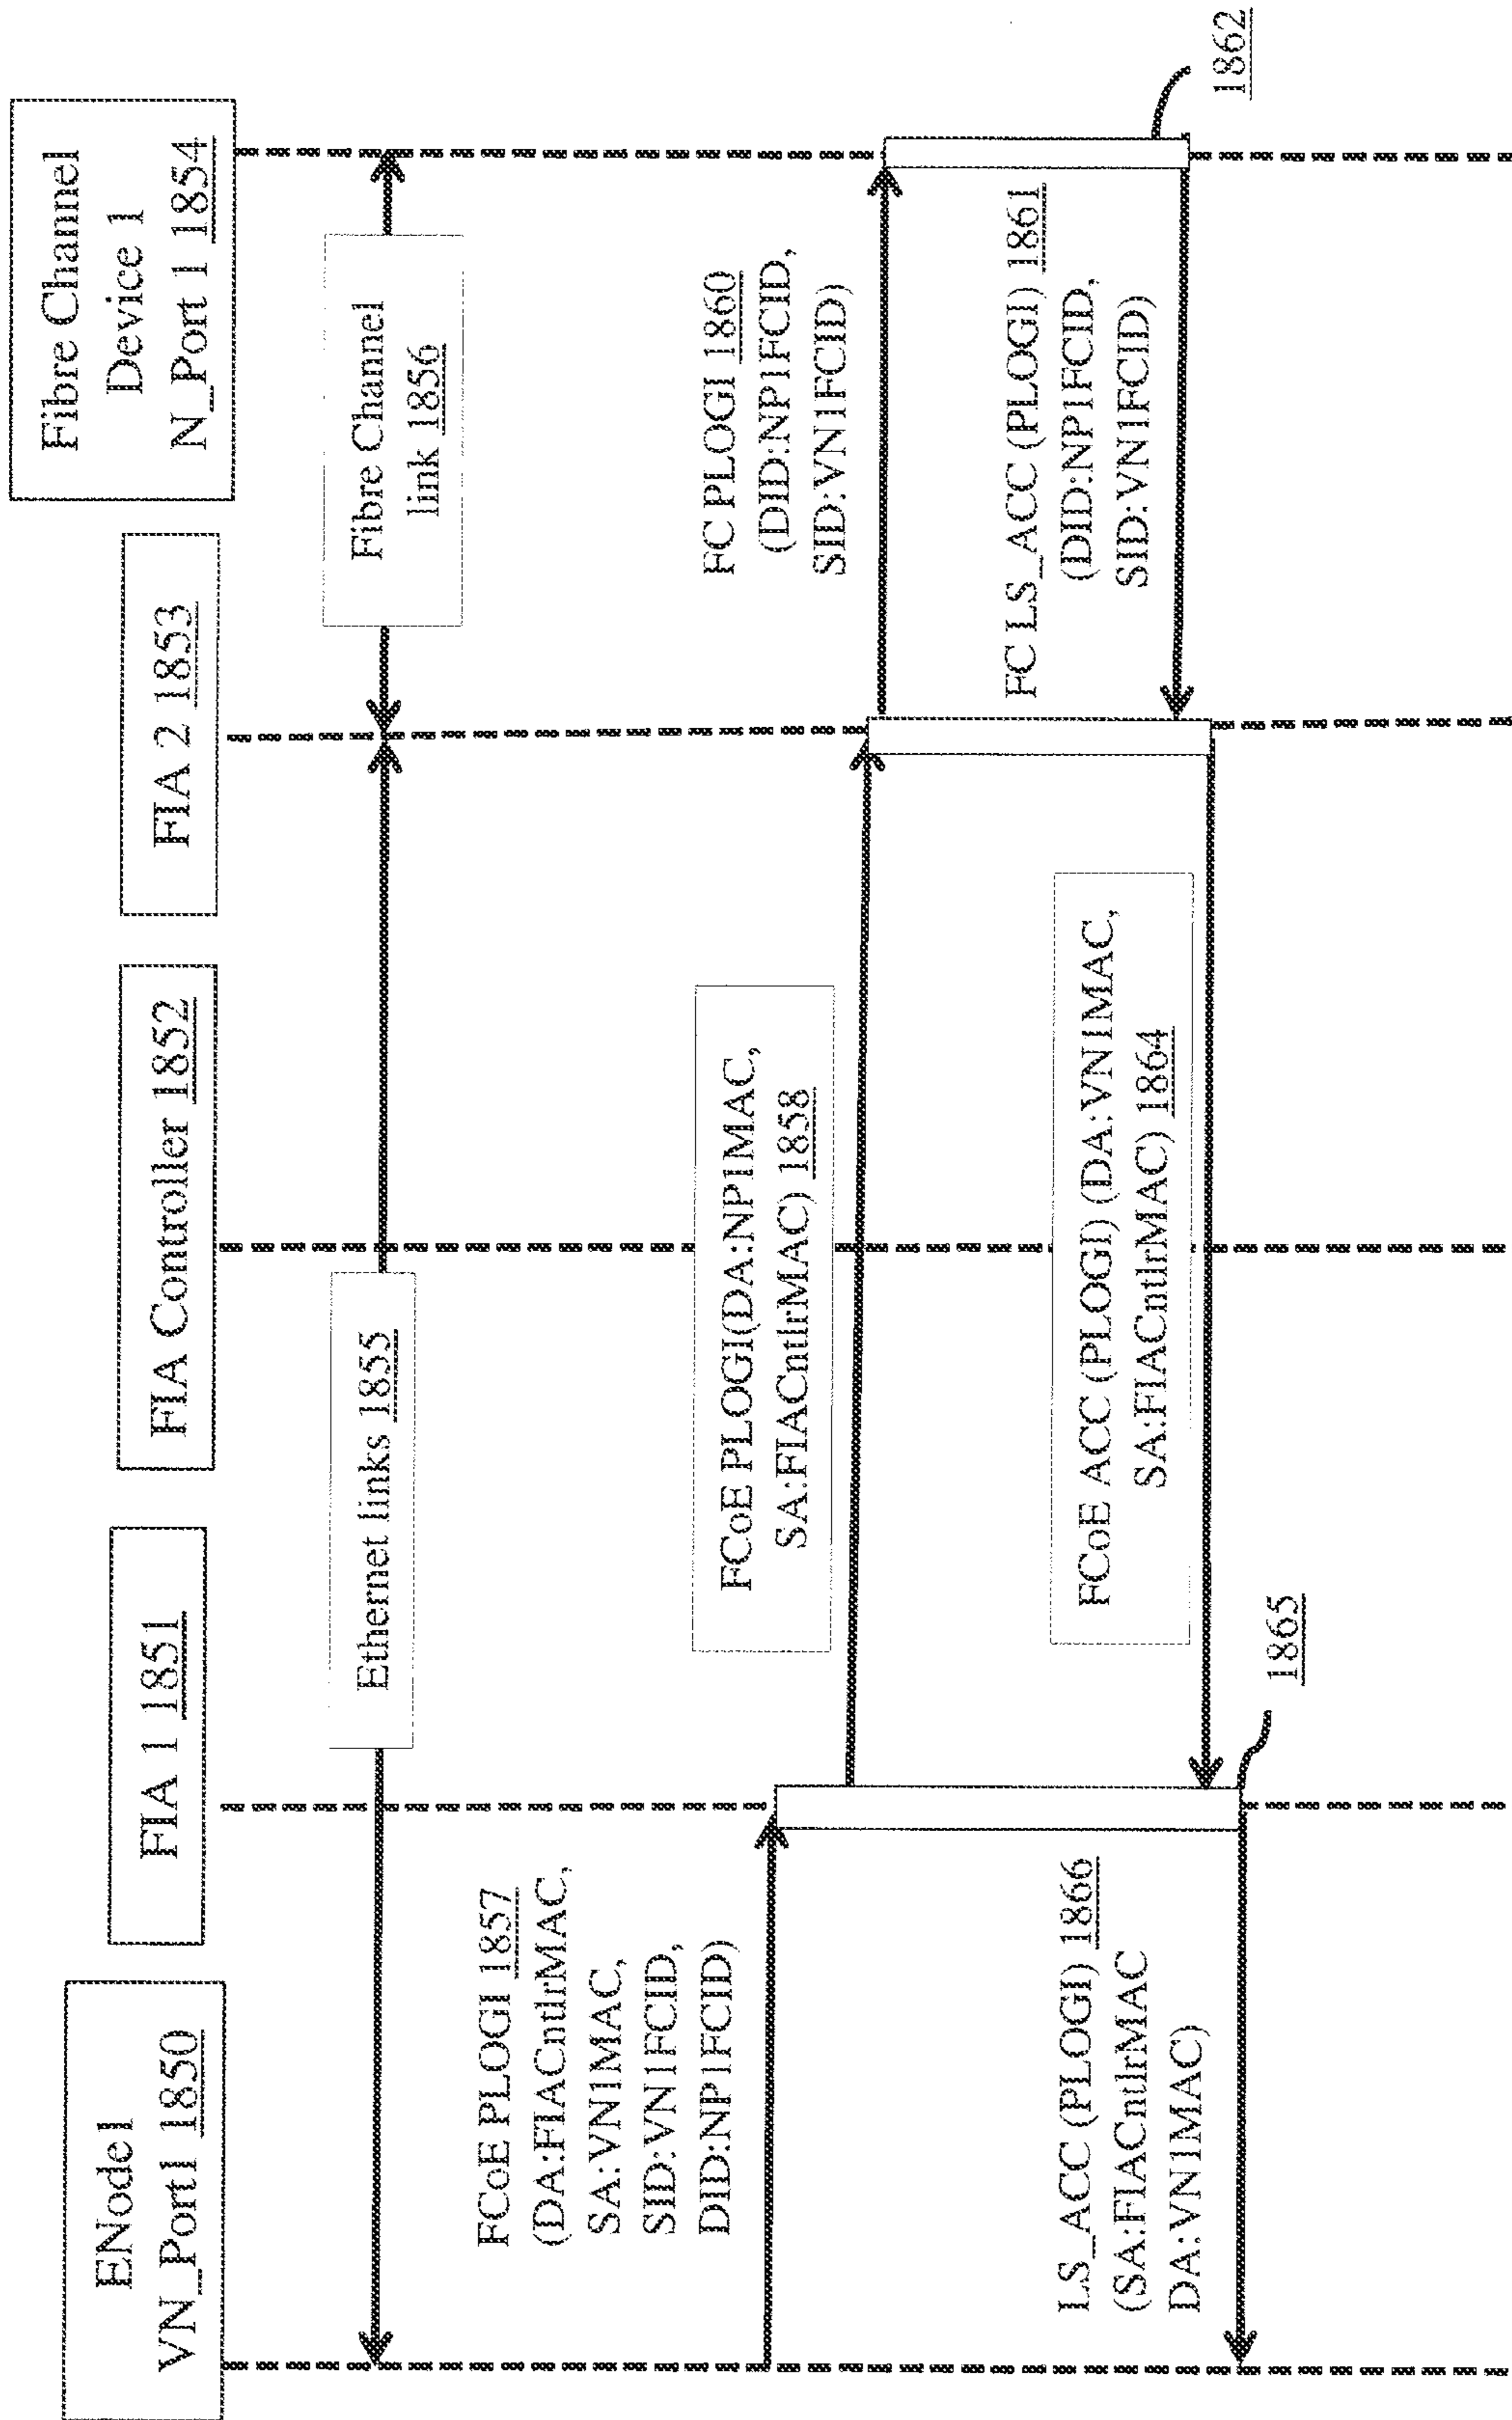 ENode1
VN_Port1 1850
FIA 1 1851
FIA Controller 1852
FIA 2 1853
Fibre Channel
Device 1
N_Port 1 1854
Ethernet links 1855
Fibre Channel
link 1856
FCoE PLOGI 1857
(DA:FIACntlrMAC,
SA:VN1MAC,
SID:VN1FCID,
DID:NP1FCID)
FCoE PLOGI(DA:NP1MAC,
SA:FIACntlrMAC) 1858
FC PLOGI 1860
(DID:NP1FCID,
SID:VN1FCID)
FC LS_ACC (PLOGI) 1861
(DID:NP1FCID,
SID:VN1FCID)
1862
FCoE ACC (PLOGI) (DA:VN1MAC,
SA:FIACntlrMAC) 1864
1865
LS_ACC (PLOGI) 1866
(SA:FIACntlrMAC
DA:VN1MAC)